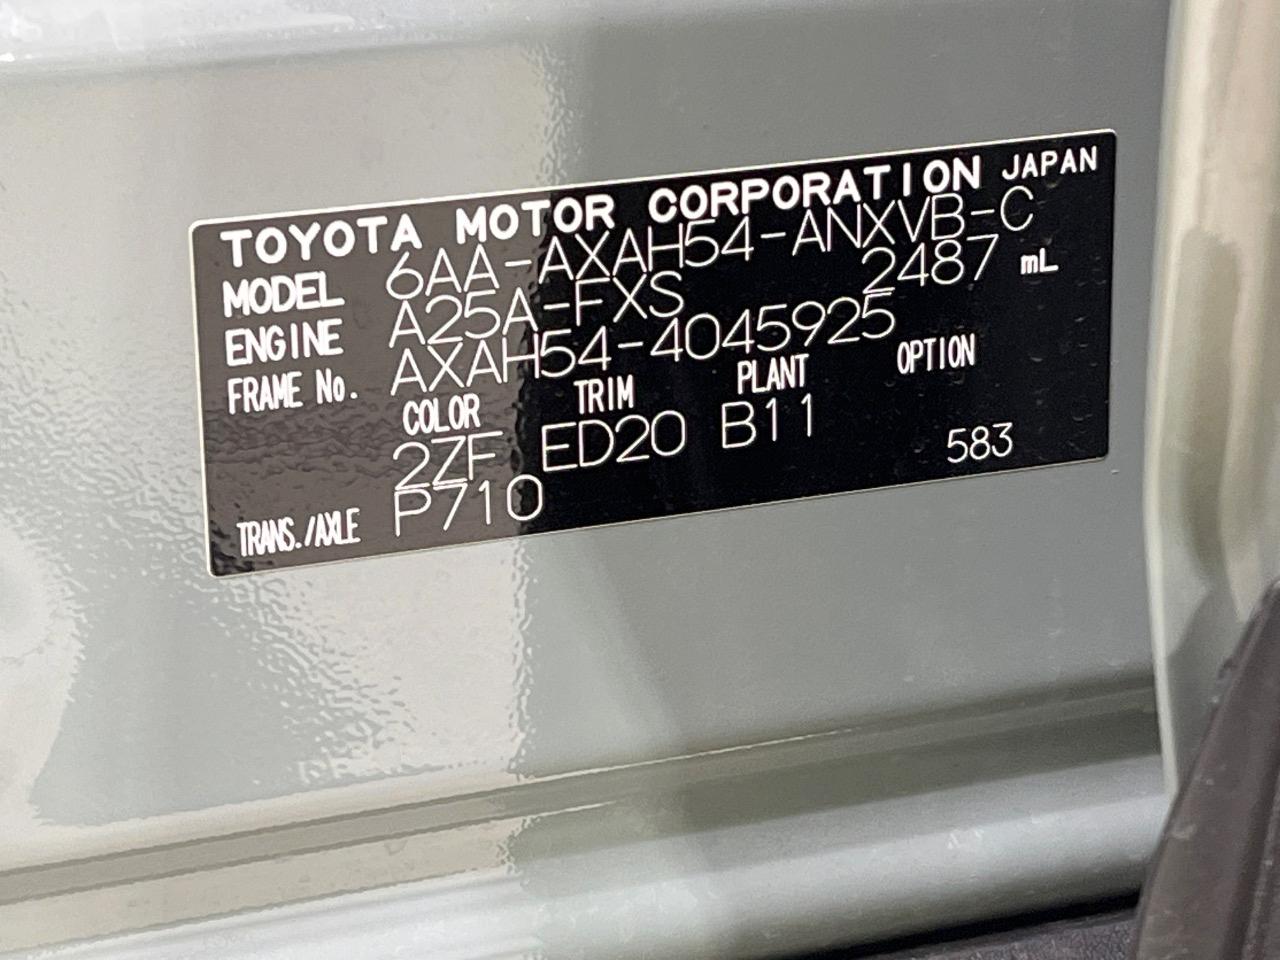 TOYOTA MOTOR CORPORATION JAPAN
MODEL 6AA-AXAH54-ANXVB-C
ENGINE A25A-FXS 2487 mL
FRAME No. AXAH54-4045925
COLOR TRIM PLANT OPTION
2ZF ED20 B11 583
TRANS./AXLE P710